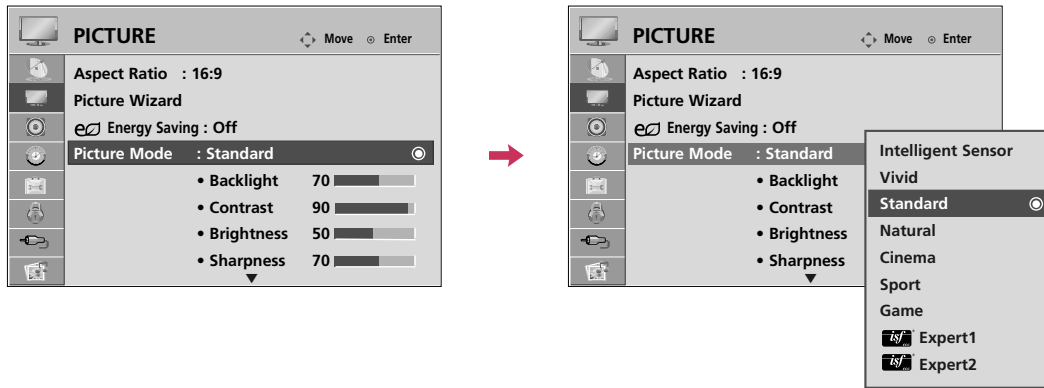 PICTURE
Move Enter
Aspect Ratio : 16:9
Picture Wizard
Energy Saving : Off
Picture Mode : Standard
• Backlight 70
• Contrast 90
• Brightness 50
• Sharpness 70
PICTURE
Move Enter
Aspect Ratio : 16:9
Picture Wizard
Energy Saving : Off
Picture Mode : Standard
• Backlight
• Contrast
• Brightness
• Sharpness
Intelligent Sensor
Vivid
Standard
Natural
Cinema
Sport
Game
isf Expert1
isf Expert2